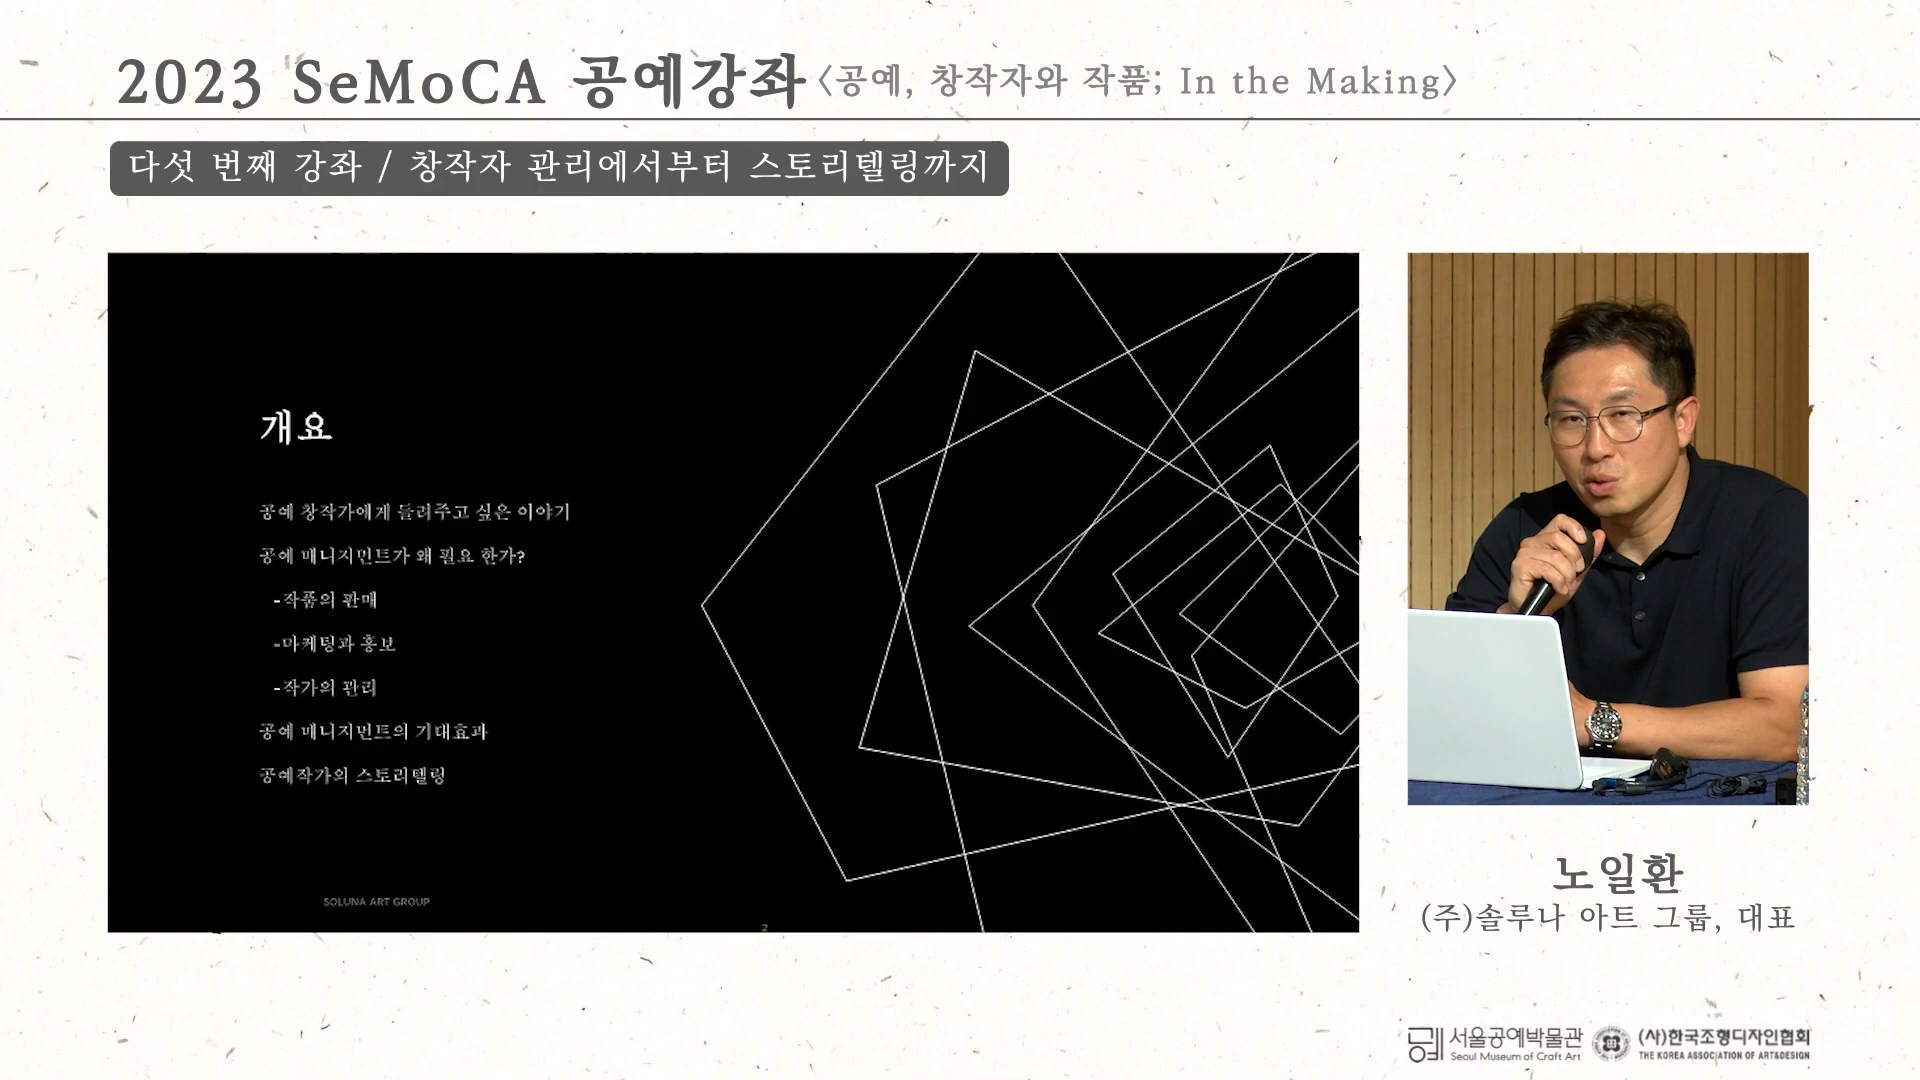 2023 SeMoCA 공예강좌 〈공예, 창작자와 작품; In the Making〉
다섯 번째 강좌 / 창작자 관리에서부터 스토리텔링까지
개요
공예 창작가에게 들려주고 싶은 이야기
공예 매니지먼트가 왜 필요 한가?
-작품의 판매
-마케팅과 홍보
-작가의 관리
공예 매니지먼트의 기대효과
공예작가의 스토리텔링
SOLUNA ART GROUP
2
노일환
(주)솔루나 아트 그룹, 대표
서울공예박물관
Seoul Museum of Craft Art
(사)한국조형디자인협회
THE KOREA ASSOCIATION OF ART&DESIGN